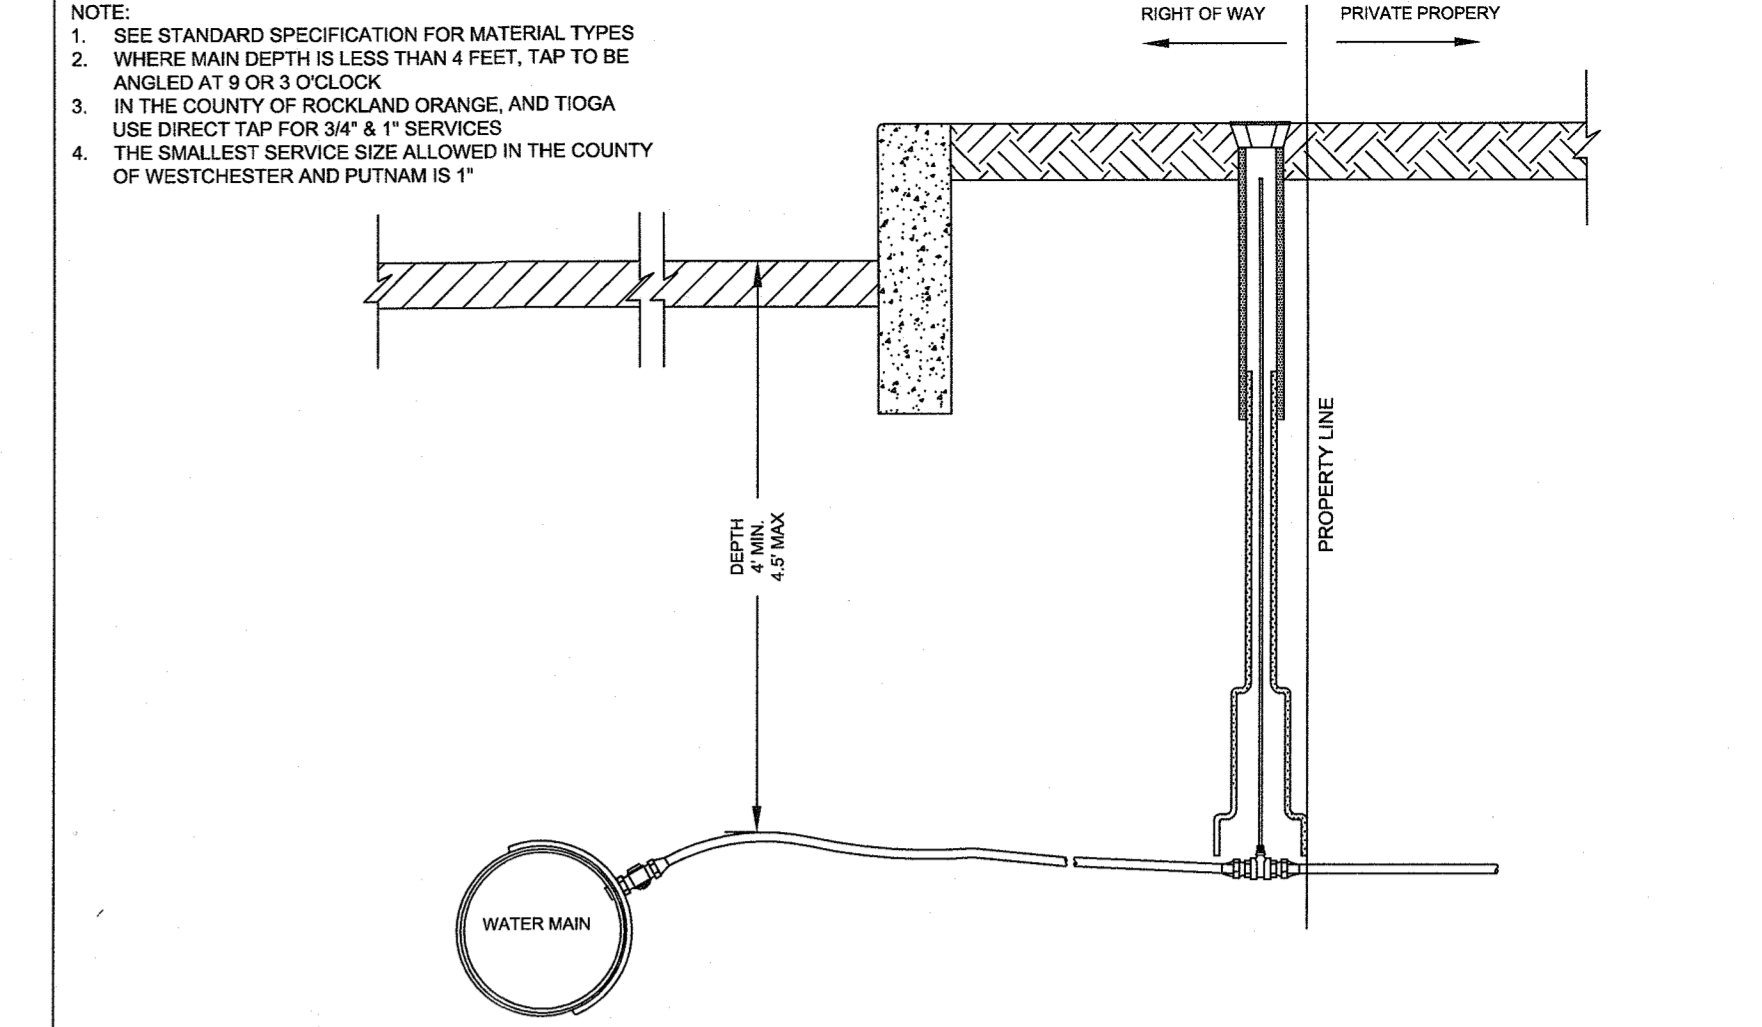 NOTE:
1. SEE STANDARD SPECIFICATION FOR MATERIAL TYPES
2. WHERE MAIN DEPTH IS LESS THAN 4 FEET, TAP TO BE
ANGLED AT 9 OR 3 O'CLOCK
3. IN THE COUNTY OF ROCKLAND ORANGE, AND TIOGA
USE DIRECT TAP FOR 3/4" & 1" SERVICES
4. THE SMALLEST SERVICE SIZE ALLOWED IN THE COUNTY
OF WESTCHESTER AND PUTNAM IS 1"
RIGHT OF WAY
PRIVATE PROPERY
PROPERTY LINE
DEPTH
4' MIN.
4.5' MAX
WATER MAIN